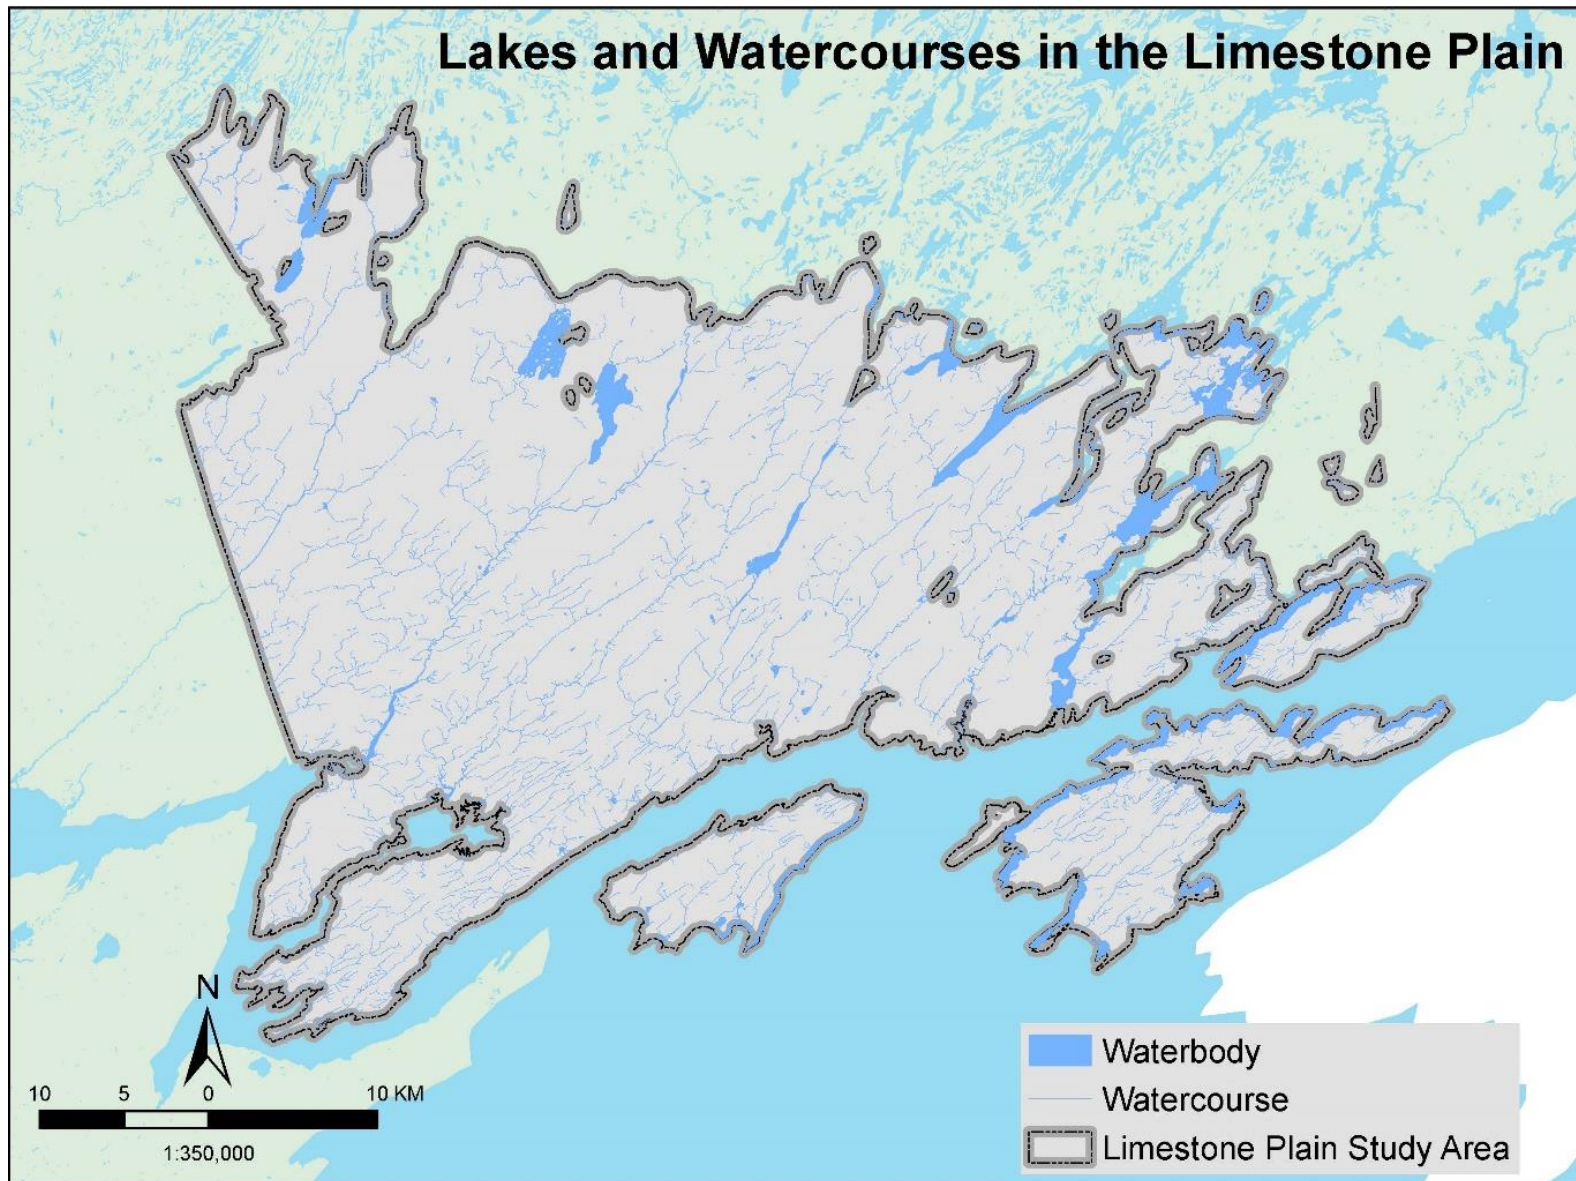 Lakes and Watercourses in the Limestone Plain
N
10 5 0 10 KM
1:350,000
Waterbody
Watercourse
Limestone Plain Study Area